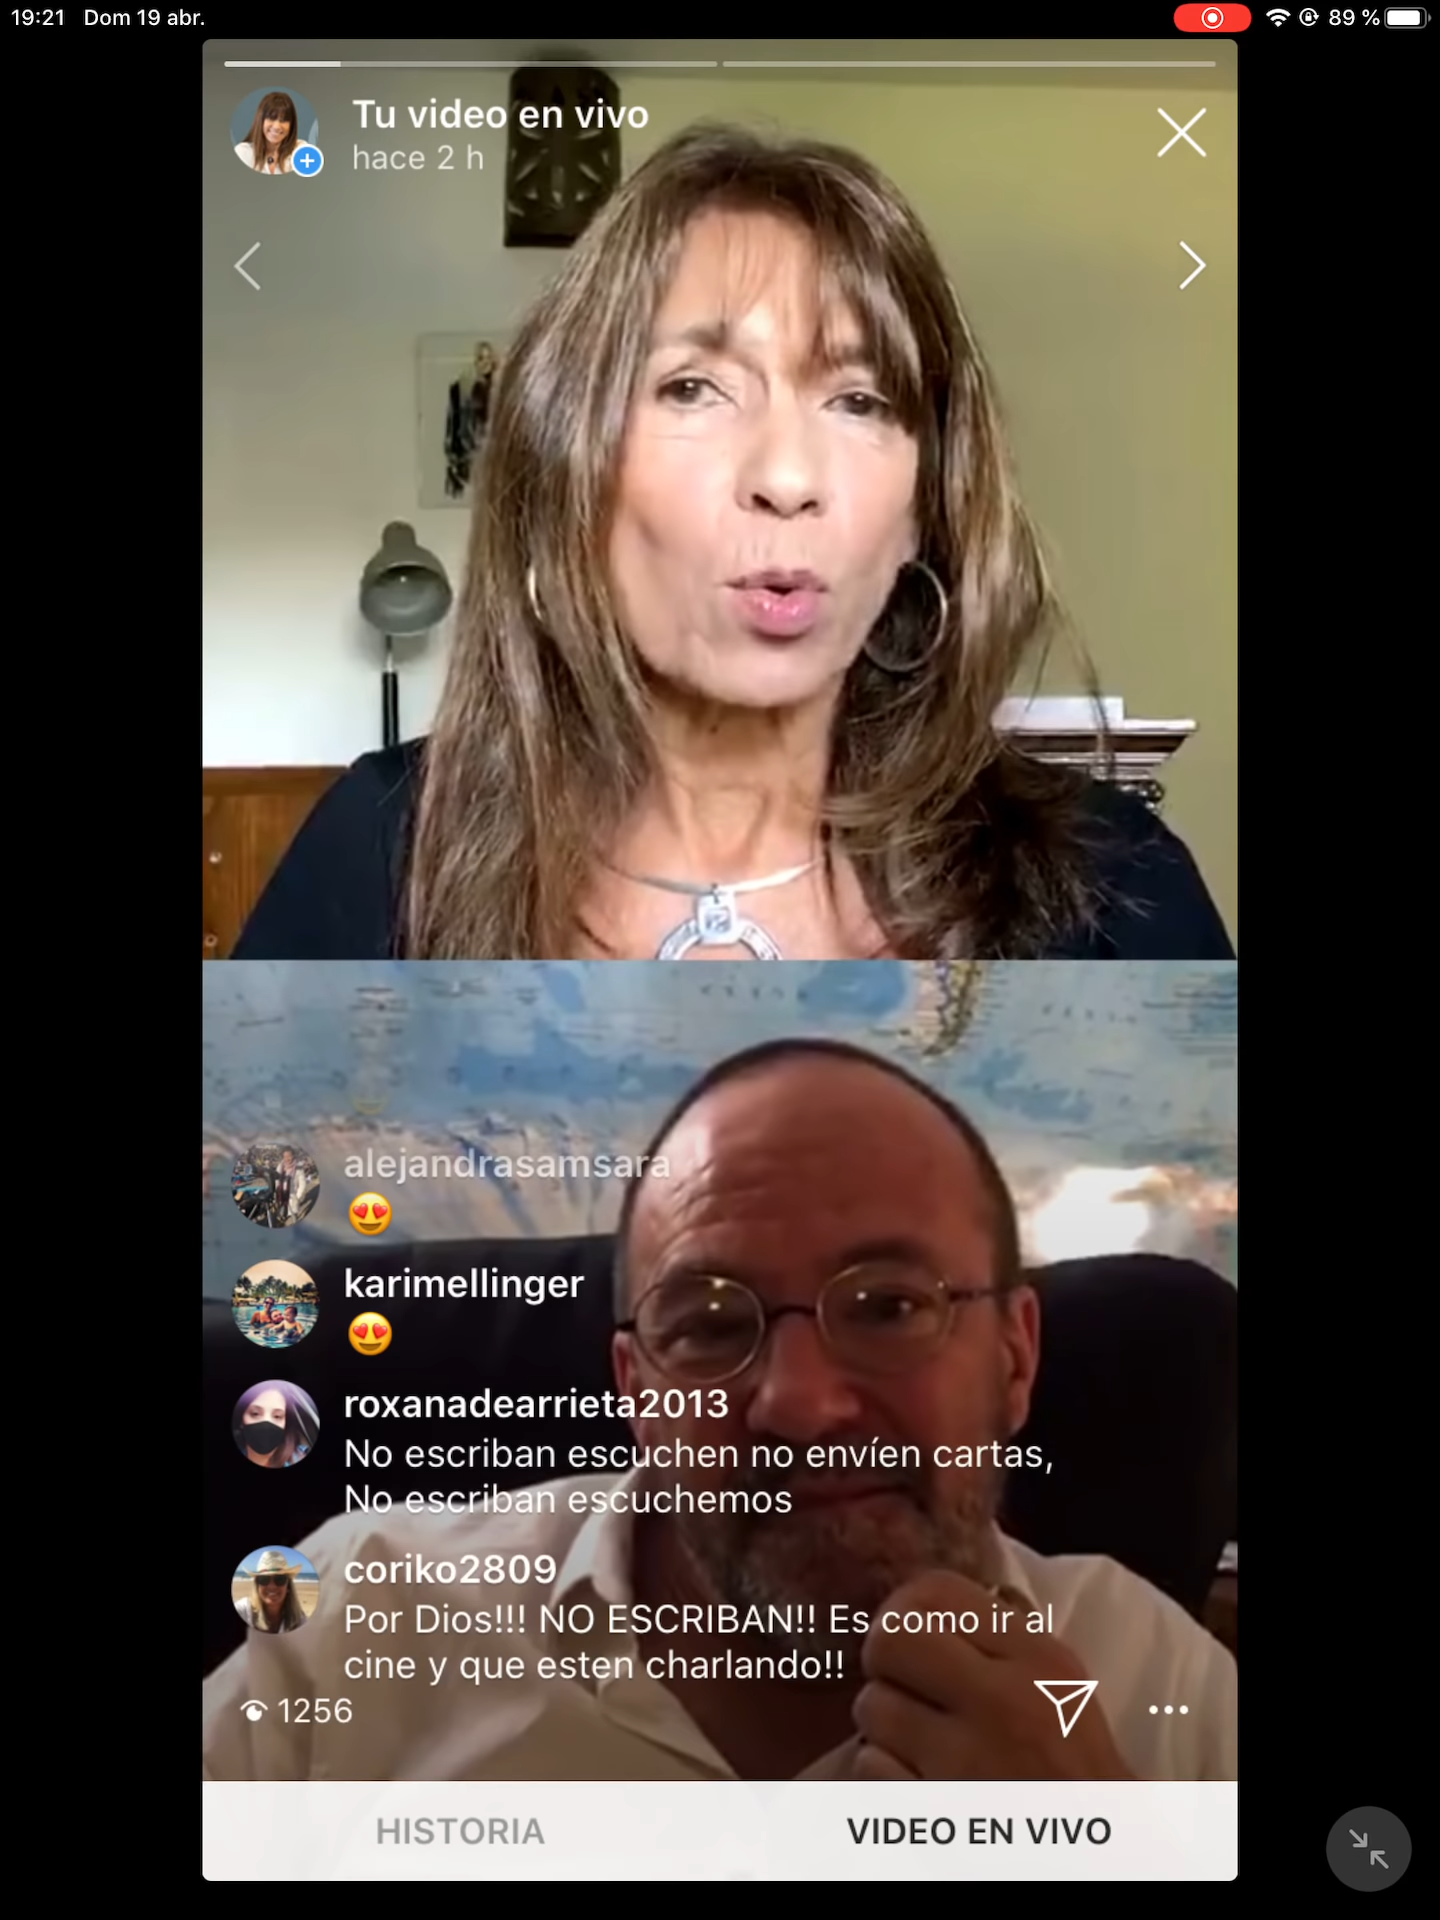 19:21 Dom 19 abr.
89 %
Tu video en vivo
hace 2 h
alejandrasamsara
😍
karimellinger
😍
roxanadearrieta2013
No escriban escuchen no envíen cartas,
No escriban escuchemos
coriko2809
Por Dios!!! NO ESCRIBAN!! Es como ir al
cine y que esten charlando!!
1256
HISTORIA
VIDEO EN VIVO